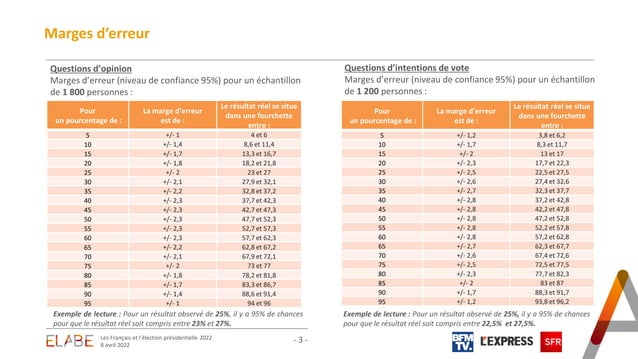 Marges d'erreur
Questions d'opinion
Marges d'erreur (niveau de confiance 95%) pour un échantillon
de 1 800 personnes :
Pour un pourcentage de : La marge d'erreur est de : Le résultat réel se situe dans une fourchette entre :
5 +/- 1 4 et 6
10 +/- 1,4 8,6 et 11,4
15 +/- 1,7 13,3 et 16,7
20 +/- 1,8 18,2 et 21,8
25 +/- 2 23 et 27
30 +/- 2,1 27,9 et 32,1
35 +/- 2,2 32,8 et 37,2
40 +/- 2,3 37,7 et 42,3
45 +/- 2,3 42,7 et 47,3
50 +/- 2,3 47,7 et 52,3
55 +/- 2,3 52,7 et 57,3
60 +/- 2,3 57,7 et 62,3
65 +/- 2,2 62,8 et 67,2
70 +/- 2,1 67,9 et 72,1
75 +/- 2 73 et 77
80 +/- 1,8 78,2 et 81,8
85 +/- 1,7 83,3 et 86,7
90 +/- 1,4 88,6 et 91,4
95 +/- 1 94 et 96
Exemple de lecture : Pour un résultat observé de 25%, il y a 95% de chances
pour que le résultat réel soit compris entre 23% et 27%.
Questions d'intentions de vote
Marges d'erreur (niveau de confiance 95%) pour un échantillon
de 1 200 personnes :
Pour un pourcentage de : La marge d'erreur est de : Le résultat réel se situe dans une fourchette entre :
5 +/- 1,2 3,8 et 6,2
10 +/- 1,7 8,3 et 11,7
15 +/- 2 13 et 17
20 +/- 2,3 17,7 et 22,3
25 +/- 2,5 22,5 et 27,5
30 +/- 2,6 27,4 et 32,6
35 +/- 2,7 32,3 et 37,7
40 +/- 2,8 37,2 et 42,8
45 +/- 2,8 42,2 et 47,8
50 +/- 2,8 47,2 et 52,8
55 +/- 2,8 52,2 et 57,8
60 +/- 2,8 57,2 et 62,8
65 +/- 2,7 62,3 et 67,7
70 +/- 2,6 67,4 et 72,6
75 +/- 2,5 72,5 et 77,5
80 +/- 2,3 77,7 et 82,3
85 +/- 2 83 et 87
90 +/- 1,7 88,3 et 91,7
95 +/- 1,2 93,8 et 96,2
Exemple de lecture : Pour un résultat observé de 25%, il y a 95% de chances
pour que le résultat réel soit compris entre 22,5% et 27,5%.
ELABE
Les Français et l'élection présidentielle 2022
8 avril 2022
- 3 -
BFM
TV.
L'EXPRESS
SFR